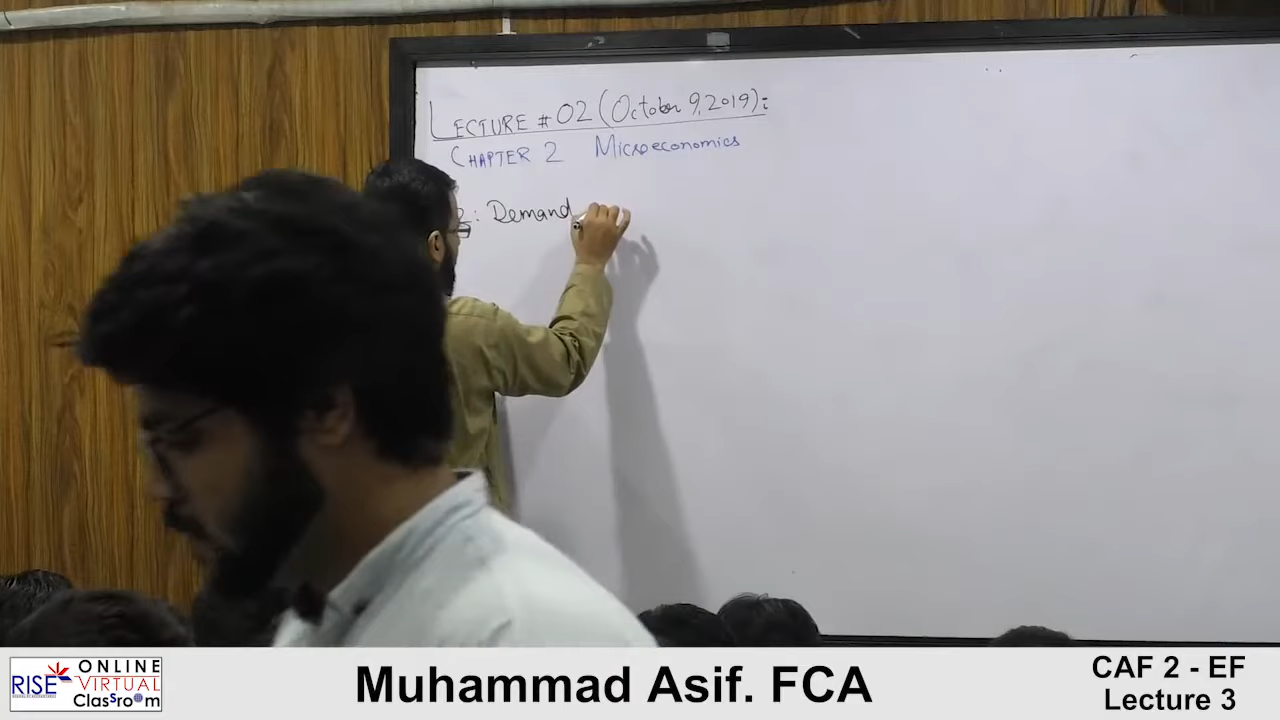 LECTURE # 02 (October 9, 2019):
CHAPTER 2 Microeconomics
2: Demand
RISE
ONLINE
VIRTUAL
Classroom
Muhammad Asif. FCA
CAF 2 - EF
Lecture 3